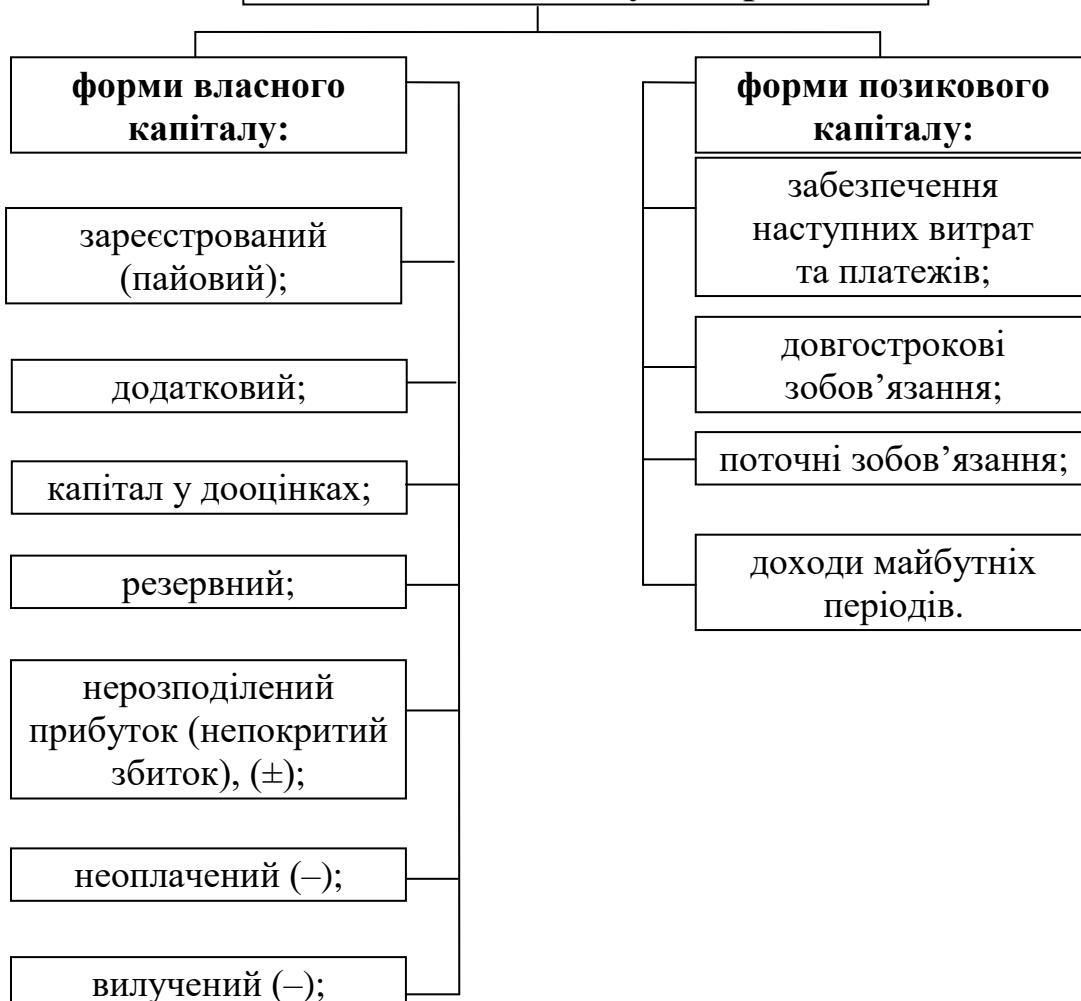 форми власного
капіталу:
зареєстрований
(пайовий);
додатковий;
капітал у дооцінках;
резервний;
нерозподілений
прибуток (непокритий
збиток), (±);
неоплачений (–);
вилучений (–);
форми позикового
капіталу:
забезпечення
наступних витрат
та платежів;
довгострокові
зобов’язання;
поточні зобов’язання;
доходи майбутніх
періодів.